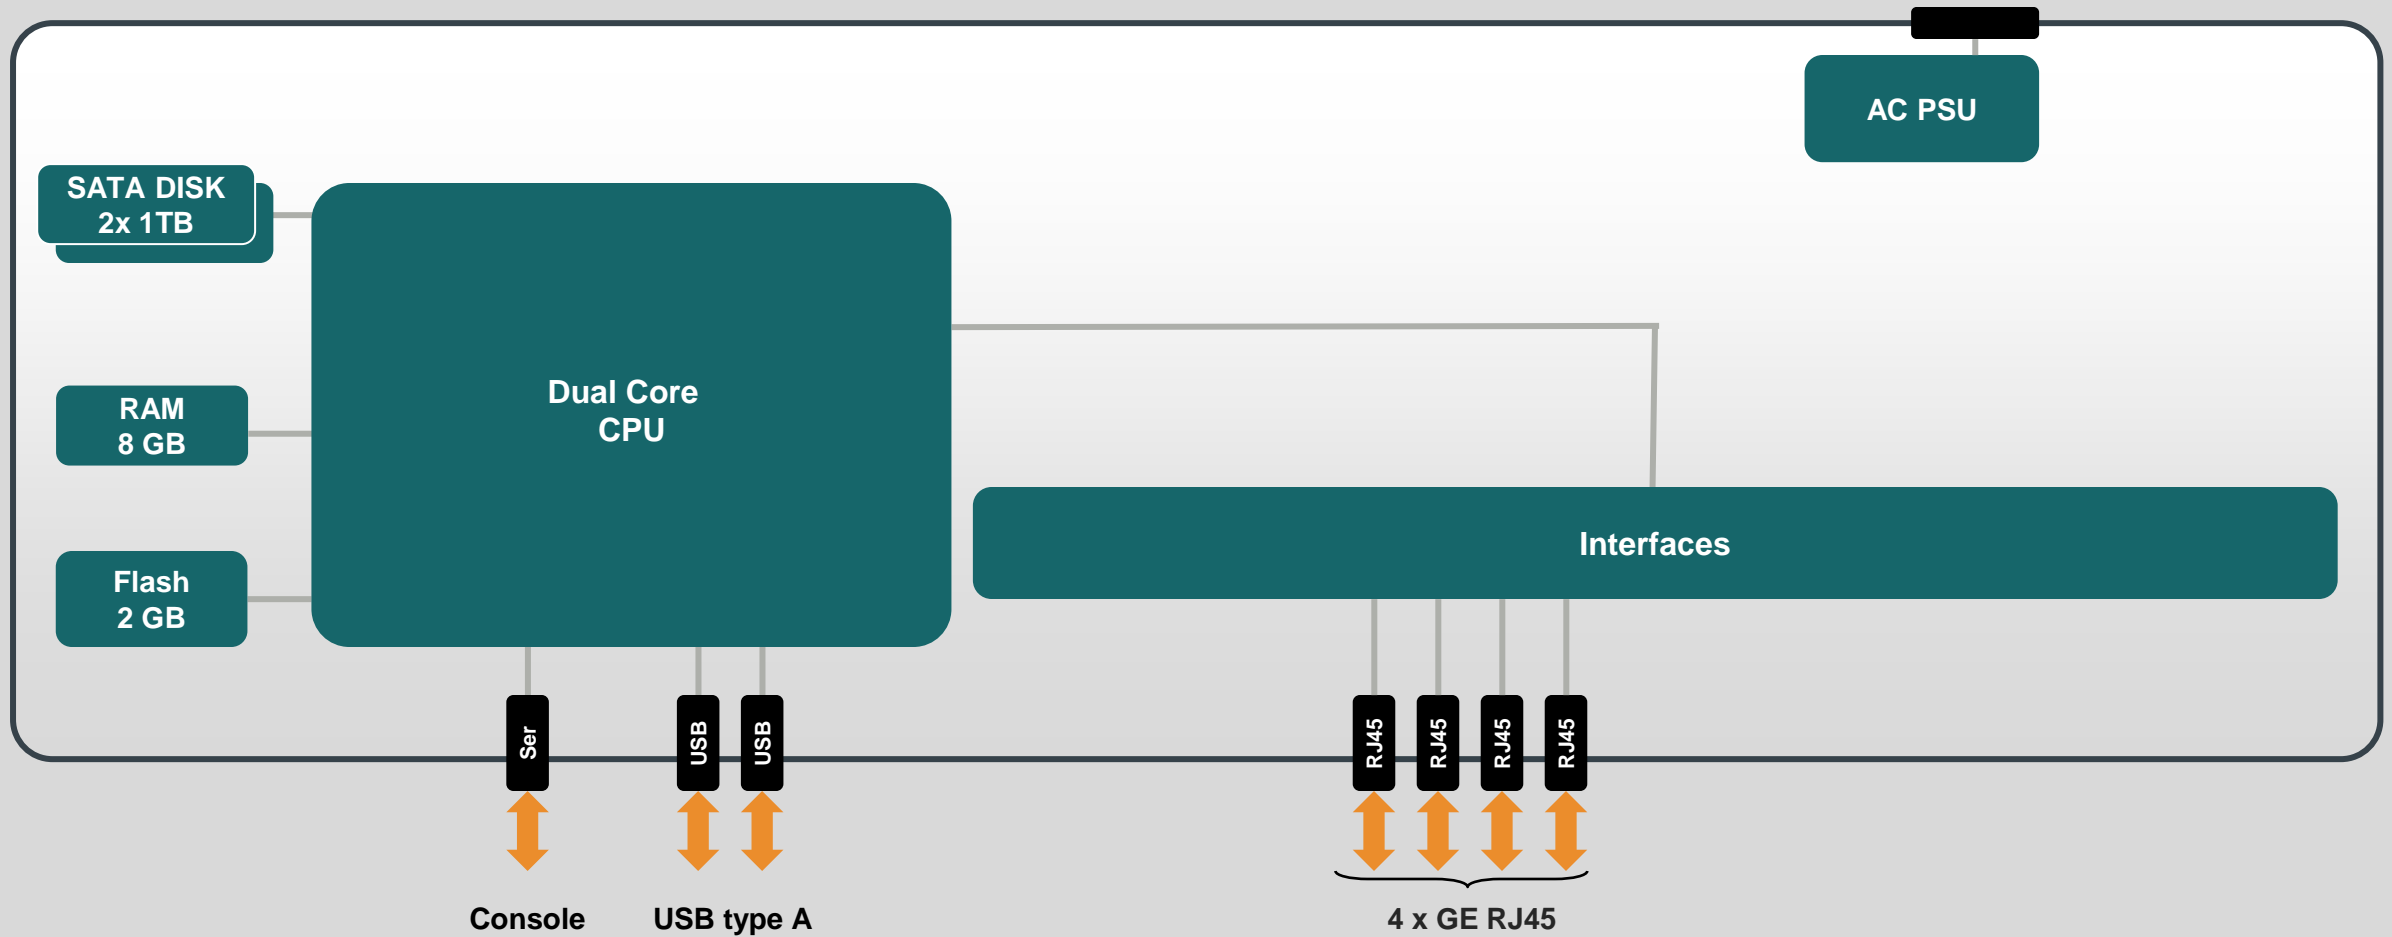 AC PSU
SATA DISK
2x 1TB
Dual Core
CPU
RAM
8 GB
Interfaces
Flash
2 GB
Ser
USB
USB
RJ45
RJ45
RJ45
RJ45
Console
USB type A
4 x GE RJ45